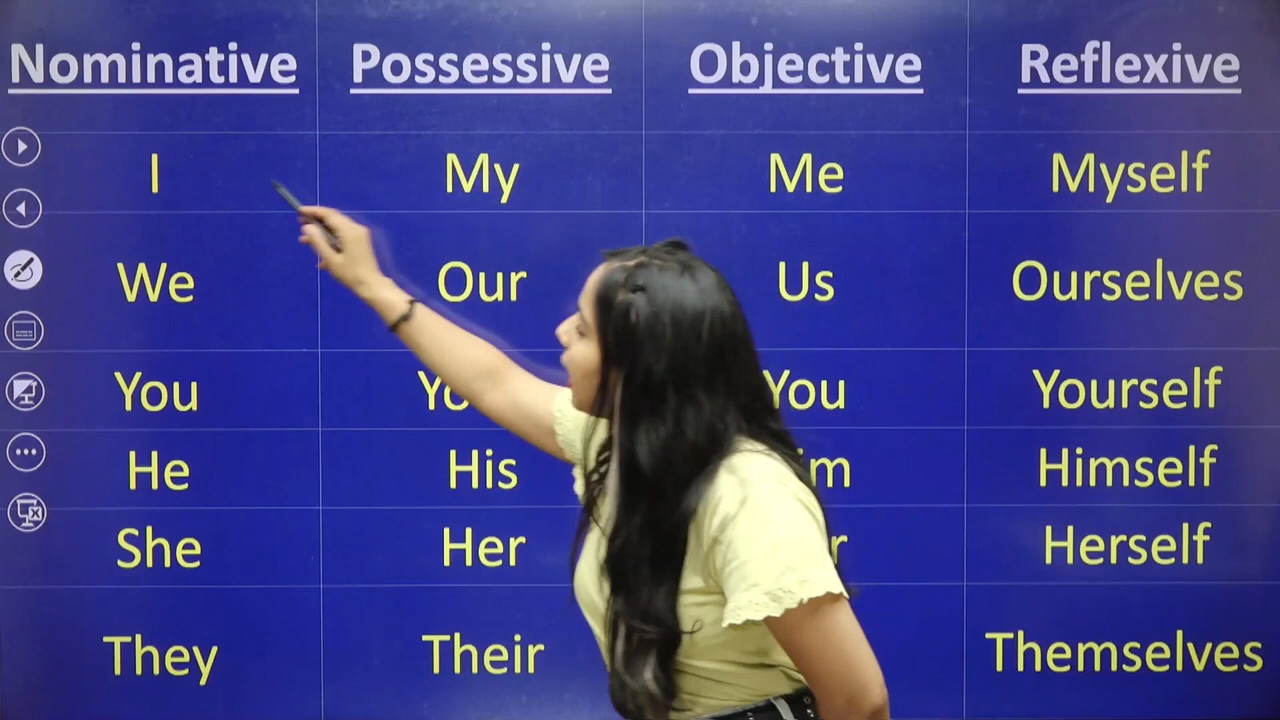 Nominative Possessive Objective Reflexive
I My Me Myself
We Our Us Ourselves
You You Yourself
He His Himself
She Her Herself
They Their Themselves